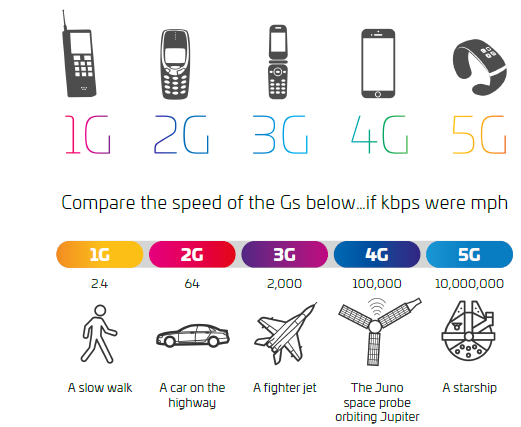 1G 2G 3G 4G 5G
Compare the speed of the Gs below...if kbps were mph
1G 2G 3G 4G 5G
2.4 64 2,000 100,000 10,000,000
A slow walk A car on the highway A fighter jet The Juno space probe orbiting Jupiter A starship